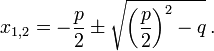 x_{1,2} = -\frac{p}{2} \pm \sqrt{\left(\frac{p}{2}\right)^2 - q}\,.